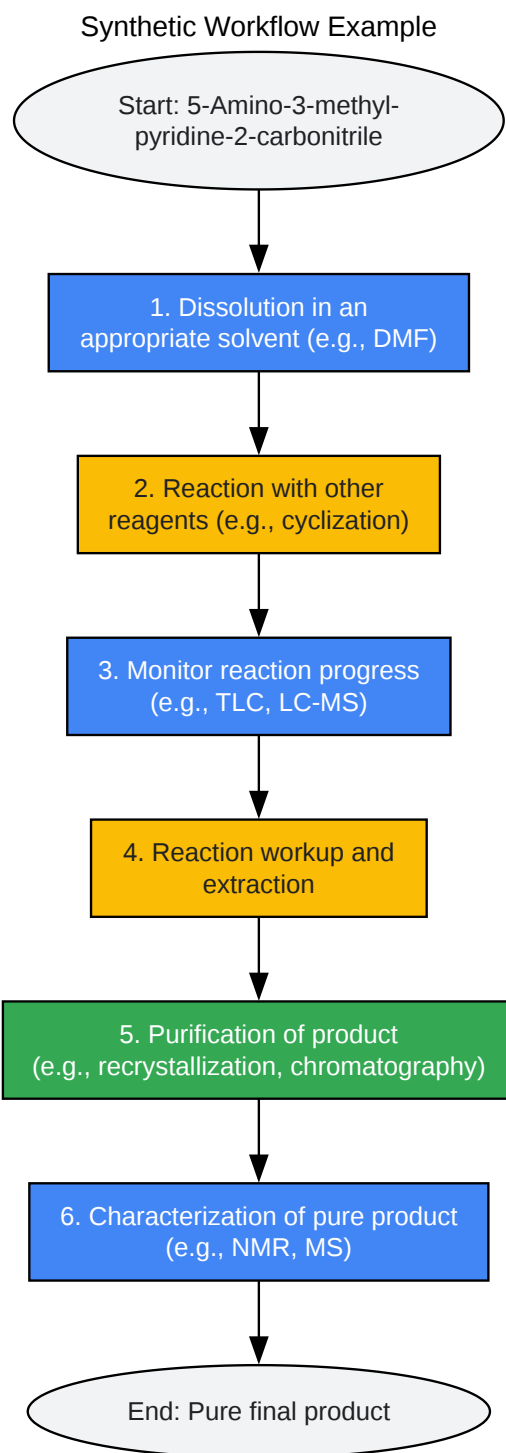 Synthetic Workflow Example
Start: 5-Amino-3-methyl-
pyridine-2-carbonitrile
1. Dissolution in an
appropriate solvent (e.g., DMF)
2. Reaction with other
reagents (e.g., cyclization)
3. Monitor reaction progress
(e.g., TLC, LC-MS)
4. Reaction workup and
extraction
5. Purification of product
(e.g., recrystallization, chromatography)
6. Characterization of pure product
(e.g., NMR, MS)
End: Pure final product